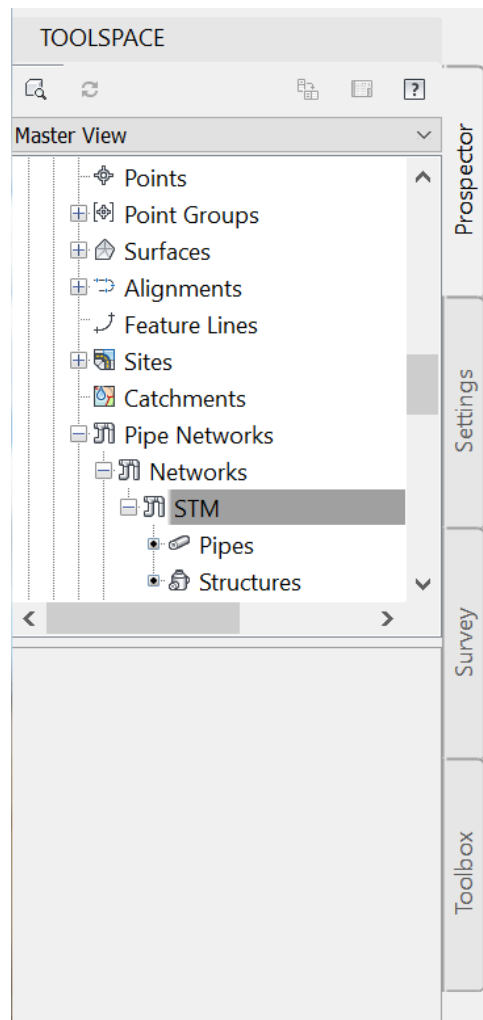 TOOLSPACE
?
Master View
Points
Point Groups
Surfaces
Alignments
Feature Lines
Sites
Catchments
Pipe Networks
Networks
STM
Pipes
Structures
Prospector
Settings
Survey
Toolbox